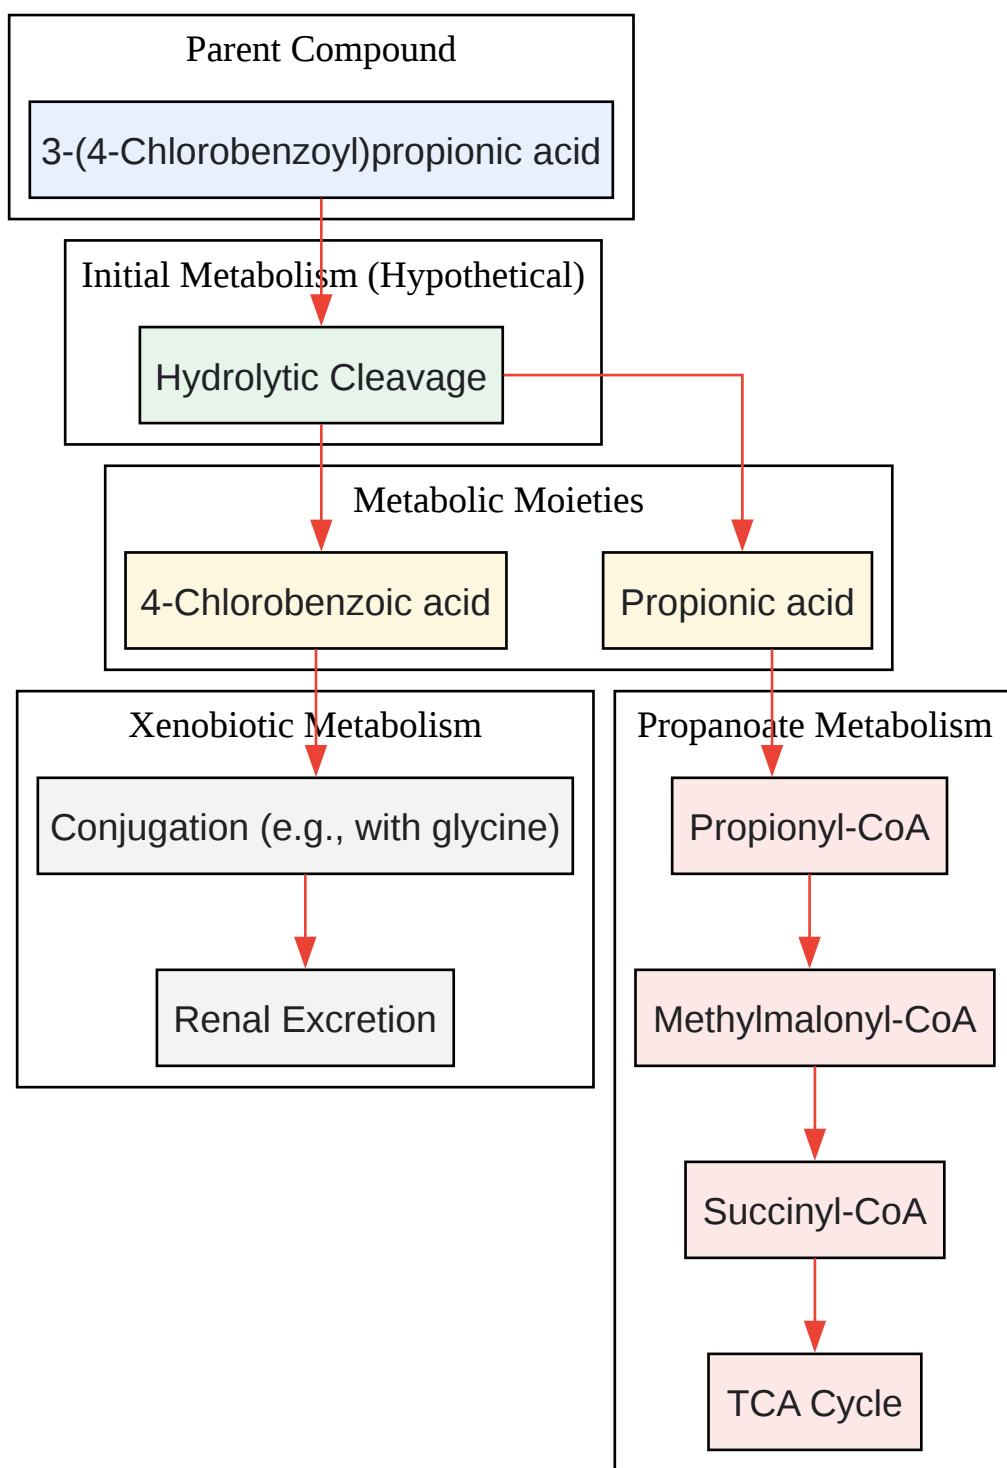 Parent Compound
3-(4-Chlorobenzoyl)propionic acid
Initial Metabolism (Hypothetical)
Hydrolytic Cleavage
Metabolic Moieties
4-Chlorobenzoic acid
Propionic acid
Xenobiotic Metabolism
Conjugation (e.g., with glycine)
Renal Excretion
Propanoate Metabolism
Propionyl-CoA
Methylmalonyl-CoA
Succinyl-CoA
TCA Cycle